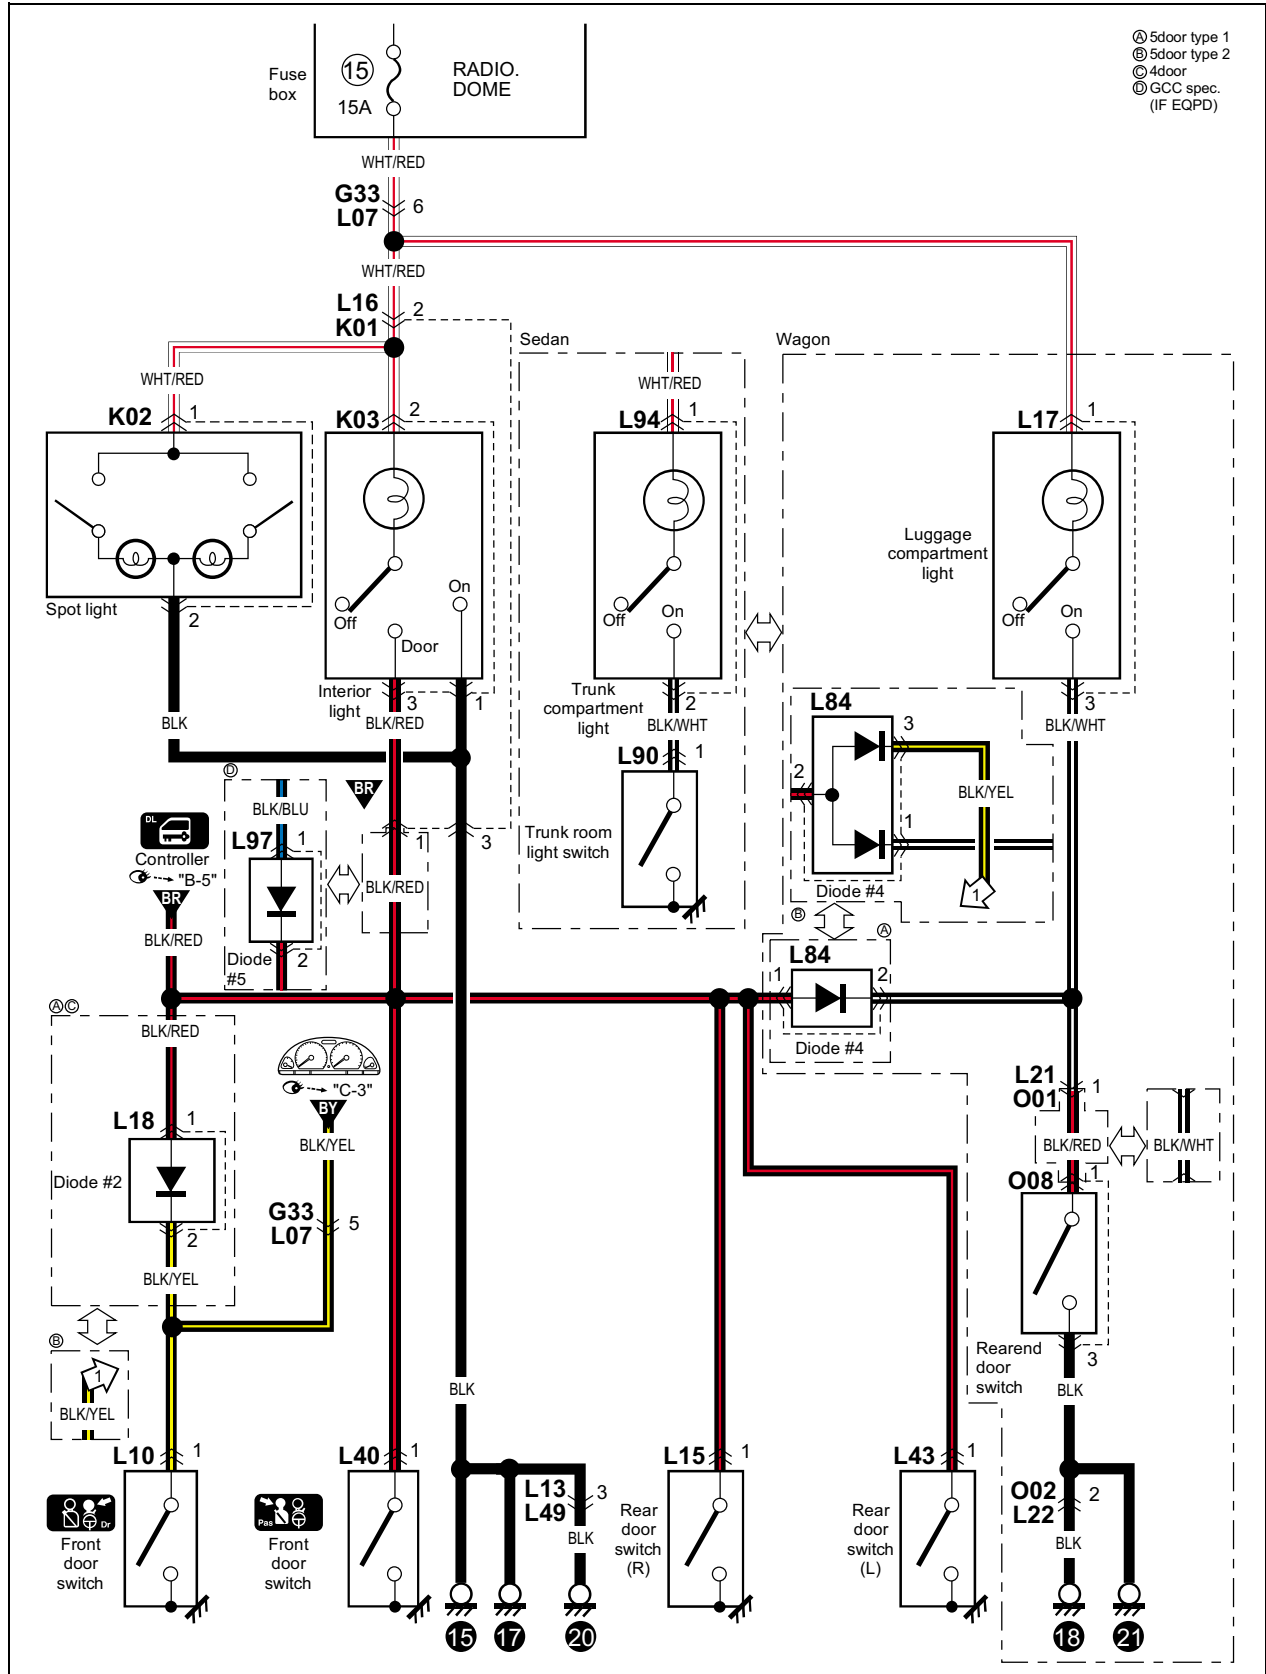 Fuse
box
15
15A
RADIO.
DOME
Ⓐ 5door type 1
Ⓑ 5door type 2
Ⓒ 4door
Ⓓ GCC spec.
(IF EQPD)
WHT/RED
G33
L07
6
WHT/RED
L16
K01
2
Sedan
Wagon
WHT/RED
WHT/RED
K02
1
K03
2
L94
1
L17
1
Luggage
compartment
light
On
Off
Door
Off
On
Off
On
Spot light
2
Interior
light
3
1
Trunk
compartment
light
2
3
BLK
BLK/RED
BLK/WHT
BLK/WHT
L84
3
2
1
BLK/YEL
Diode #4
1
L90
1
Trunk room
light switch
Ⓓ
BLK/BLU
BR
L97
1
1
3
BLK/RED
Diode
#5
2
DL
Controller
"B-5"
BR
BLK/RED
Ⓑ
Ⓐ
L84
1
2
Diode #4
ⒶⒸ
BLK/RED
"C-3"
BY
BLK/YEL
L18
1
Diode #2
2
G33
L07
5
BLK/YEL
L21
O01
1
BLK/RED
BLK/WHT
O08
1
Rearend
door
switch
3
Ⓑ
1
BLK/YEL
BLK
BLK
L10
1
L40
1
L15
1
L43
1
L13
L49
3
BLK
O02
L22
2
BLK
Dr
Front
door
switch
Pas
Front
door
switch
Rear
door
switch
(R)
Rear
door
switch
(L)
15
17
20
18
21